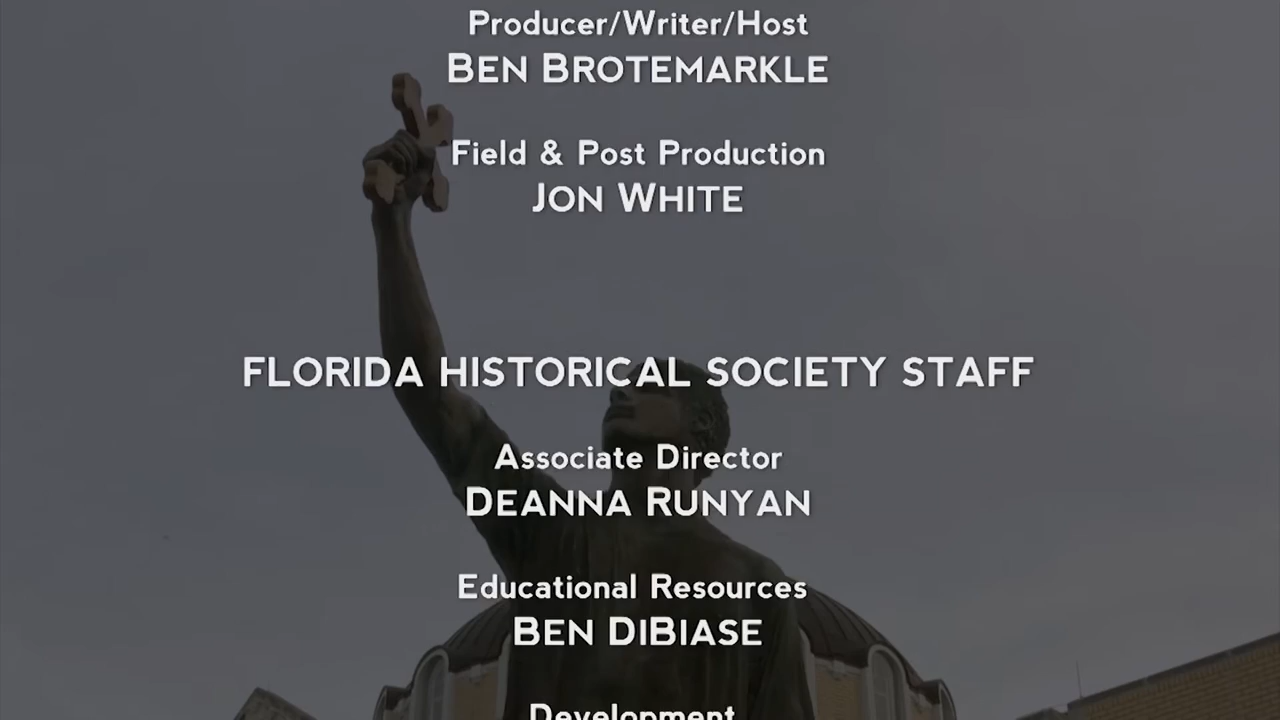 Producer/Writer/Host
BEN BROTEMARKLE
Field & Post Production
JON WHITE
FLORIDA HISTORICAL SOCIETY STAFF
Associate Director
DEANNA RUNYAN
Educational Resources
BEN DIBIASE
Development